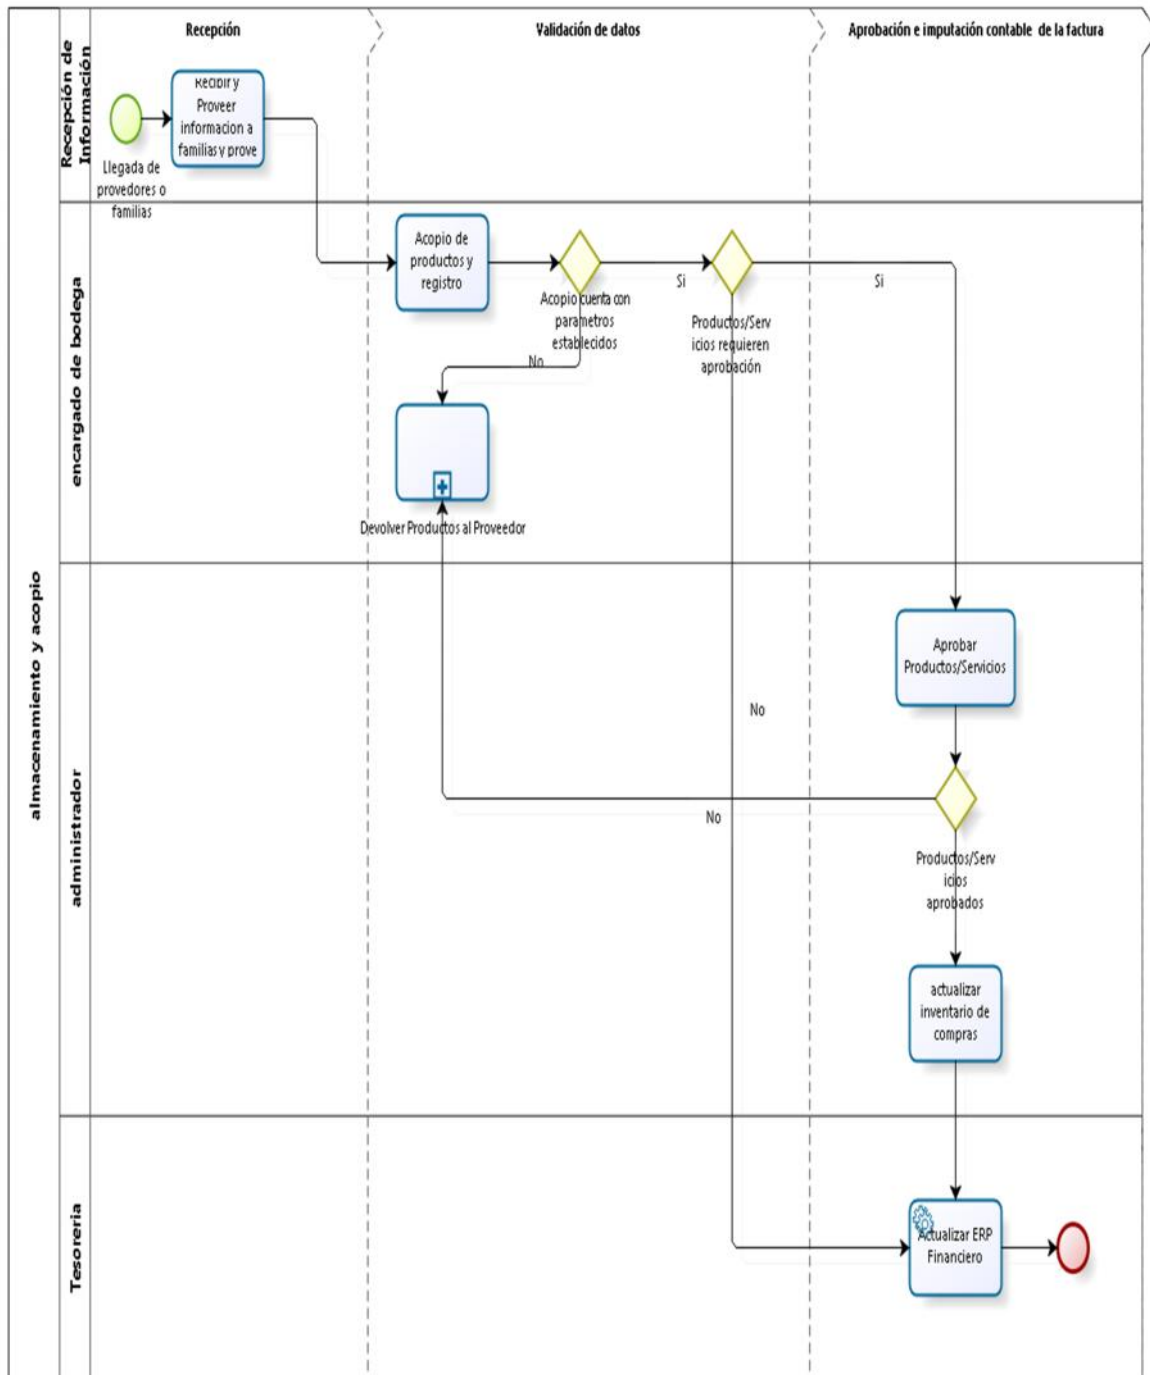 Recepción
Validación de datos
Aprobación e imputación contable de la factura
almacenamiento y acopio
Recepción de
Información
Recibir y
Proveer
informacion a
familias y prove
Llegada de
provedores o
familias
encargado de bodega
Acopio de
productos y
registro
Acopio cuenta con
parametros
establecidos
Si
Productos/Serv
icios requieren
aprobación
Si
No
Devolver Productos al Proveedor
administrador
Aprobar
Productos/Servicios
No
No
Productos/Serv
icios
aprobados
actualizar
inventario de
compras
Tesoreria
Actualizar ERP
Financiero